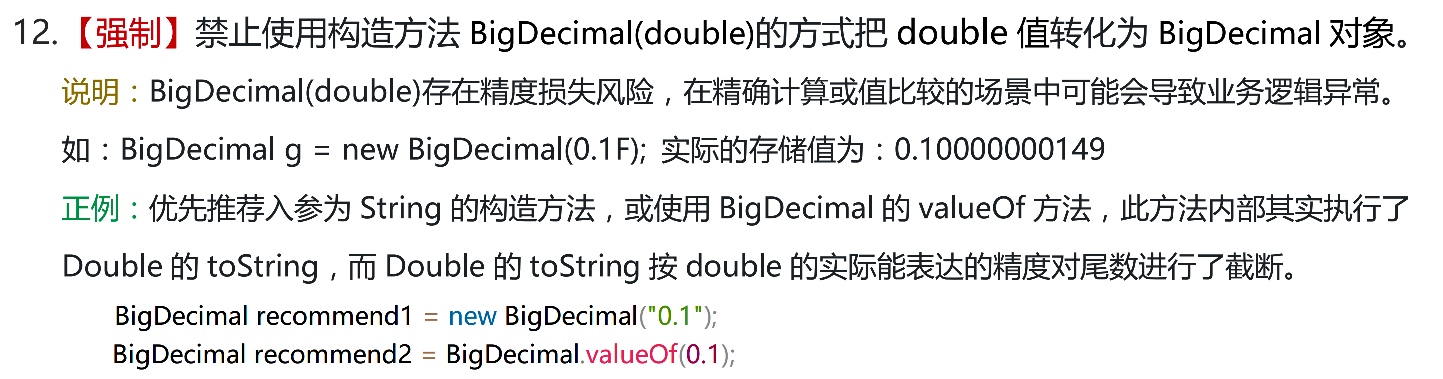 12.【强制】禁止使用构造方法 BigDecimal(double)的方式把 double 值转化为 BigDecimal 对象。
说明：BigDecimal(double)存在精度损失风险，在精确计算或值比较的场景中可能会导致业务逻辑异常。
如：BigDecimal g = new BigDecimal(0.1F); 实际的存储值为：0.10000000149
正例：优先推荐入参为 String 的构造方法，或使用 BigDecimal 的 valueOf 方法，此方法内部其实执行了
Double 的 toString，而 Double 的 toString 按 double 的实际能表达的精度对尾数进行了截断。
BigDecimal recommend1 = new BigDecimal("0.1");
BigDecimal recommend2 = BigDecimal.valueOf(0.1);